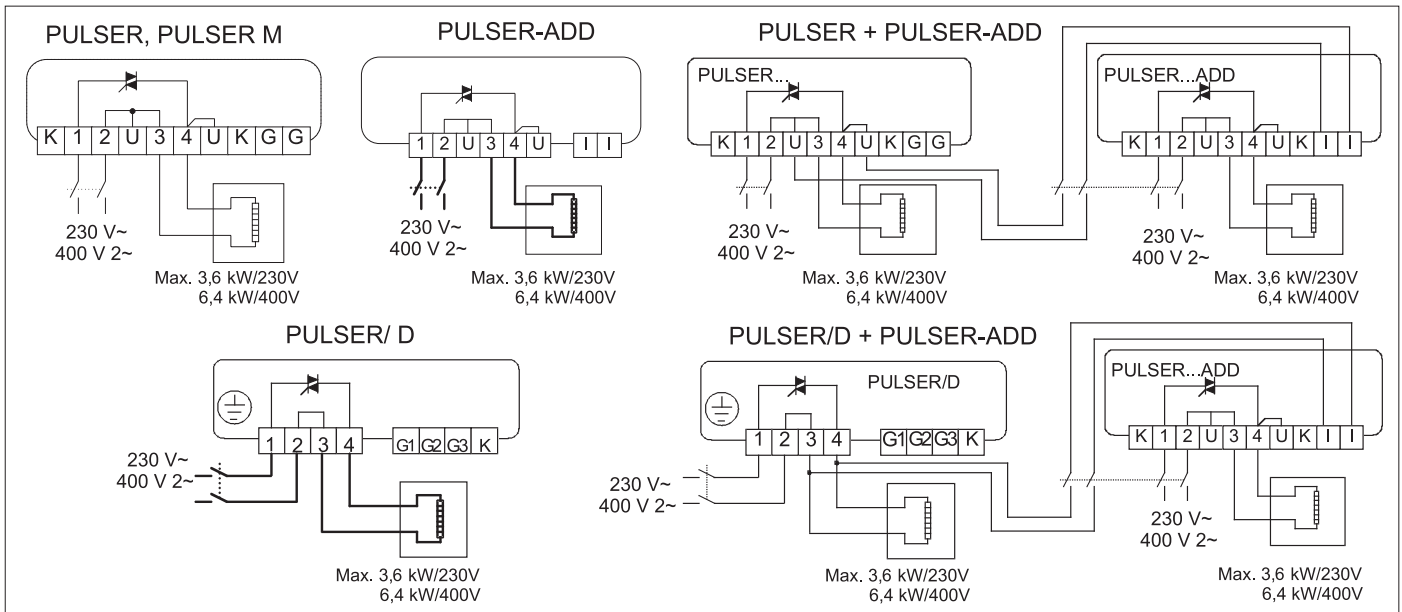 PULSER, PULSER M
K 1 2 U 3 4 U K G G
230 V~
400 V 2~
Max. 3,6 kW/230V
6,4 kW/400V
PULSER-ADD
1 2 U 3 4 U I I
230 V~
400 V 2~
Max. 3,6 kW/230V
6,4 kW/400V
PULSER + PULSER-ADD
PULSER...
K 1 2 U 3 4 U K G G
230 V~
400 V 2~
Max. 3,6 kW/230V
6,4 kW/400V
PULSER...ADD
K 1 2 U 3 4 U K I I
230 V~
400 V 2~
Max. 3,6 kW/230V
6,4 kW/400V
PULSER/ D
1 2 3 4 G1 G2 G3 K
230 V~
400 V 2~
Max. 3,6 kW/230V
6,4 kW/400V
PULSER/D + PULSER-ADD
PULSER/D
1 2 3 4 G1 G2 G3 K
230 V~
400 V 2~
Max. 3,6 kW/230V
6,4 kW/400V
PULSER...ADD
K 1 2 U 3 4 U K I I
230 V~
400 V 2~
Max. 3,6 kW/230V
6,4 kW/400V